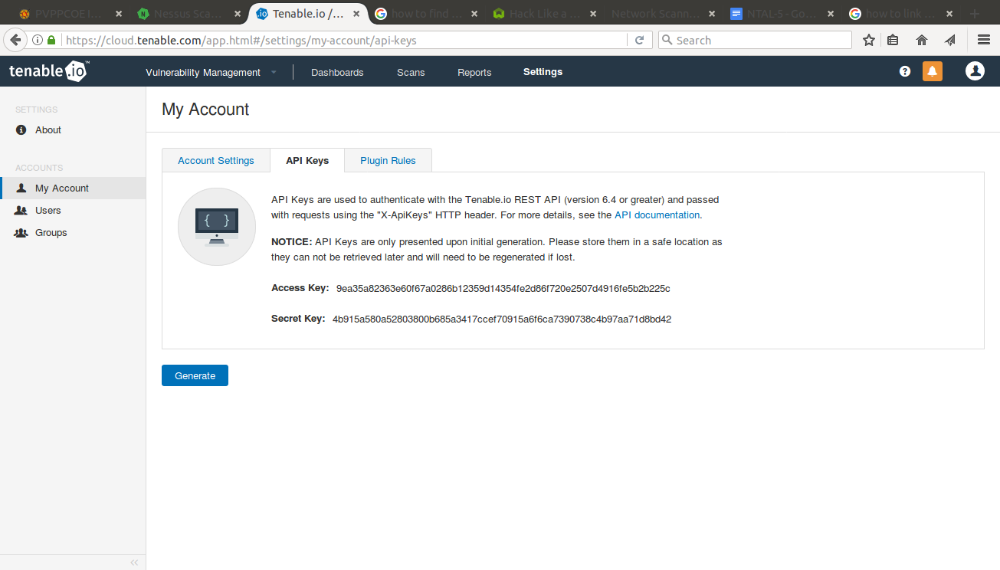 PVPPCOE I...
Nessus Sca...
Tenable.io /...
how to find ...
Hack Like a ...
Network Scann...
NTAL-5 - Go...
how to link ...
https://cloud.tenable.com/app.html#/settings/my-account/api-keys
Search
tenable.io™
Vulnerability Management
Dashboards
Scans
Reports
Settings
SETTINGS
About
ACCOUNTS
My Account
Users
Groups
My Account
Account Settings
API Keys
Plugin Rules
API Keys are used to authenticate with the Tenable.io REST API (version 6.4 or greater) and passed
with requests using the "X-ApiKeys" HTTP header. For more details, see the API documentation.
NOTICE: API Keys are only presented upon initial generation. Please store them in a safe location as
they can not be retrieved later and will need to be regenerated if lost.
Access Key: 9ea35a82363e60f67a0286b12359d14354fe2d86f720e2507d4916fe5b2b225c
Secret Key: 4b915a580a52803800b685a3417ccef70915a6f6ca7390738c4b97aa71d8bd42
Generate